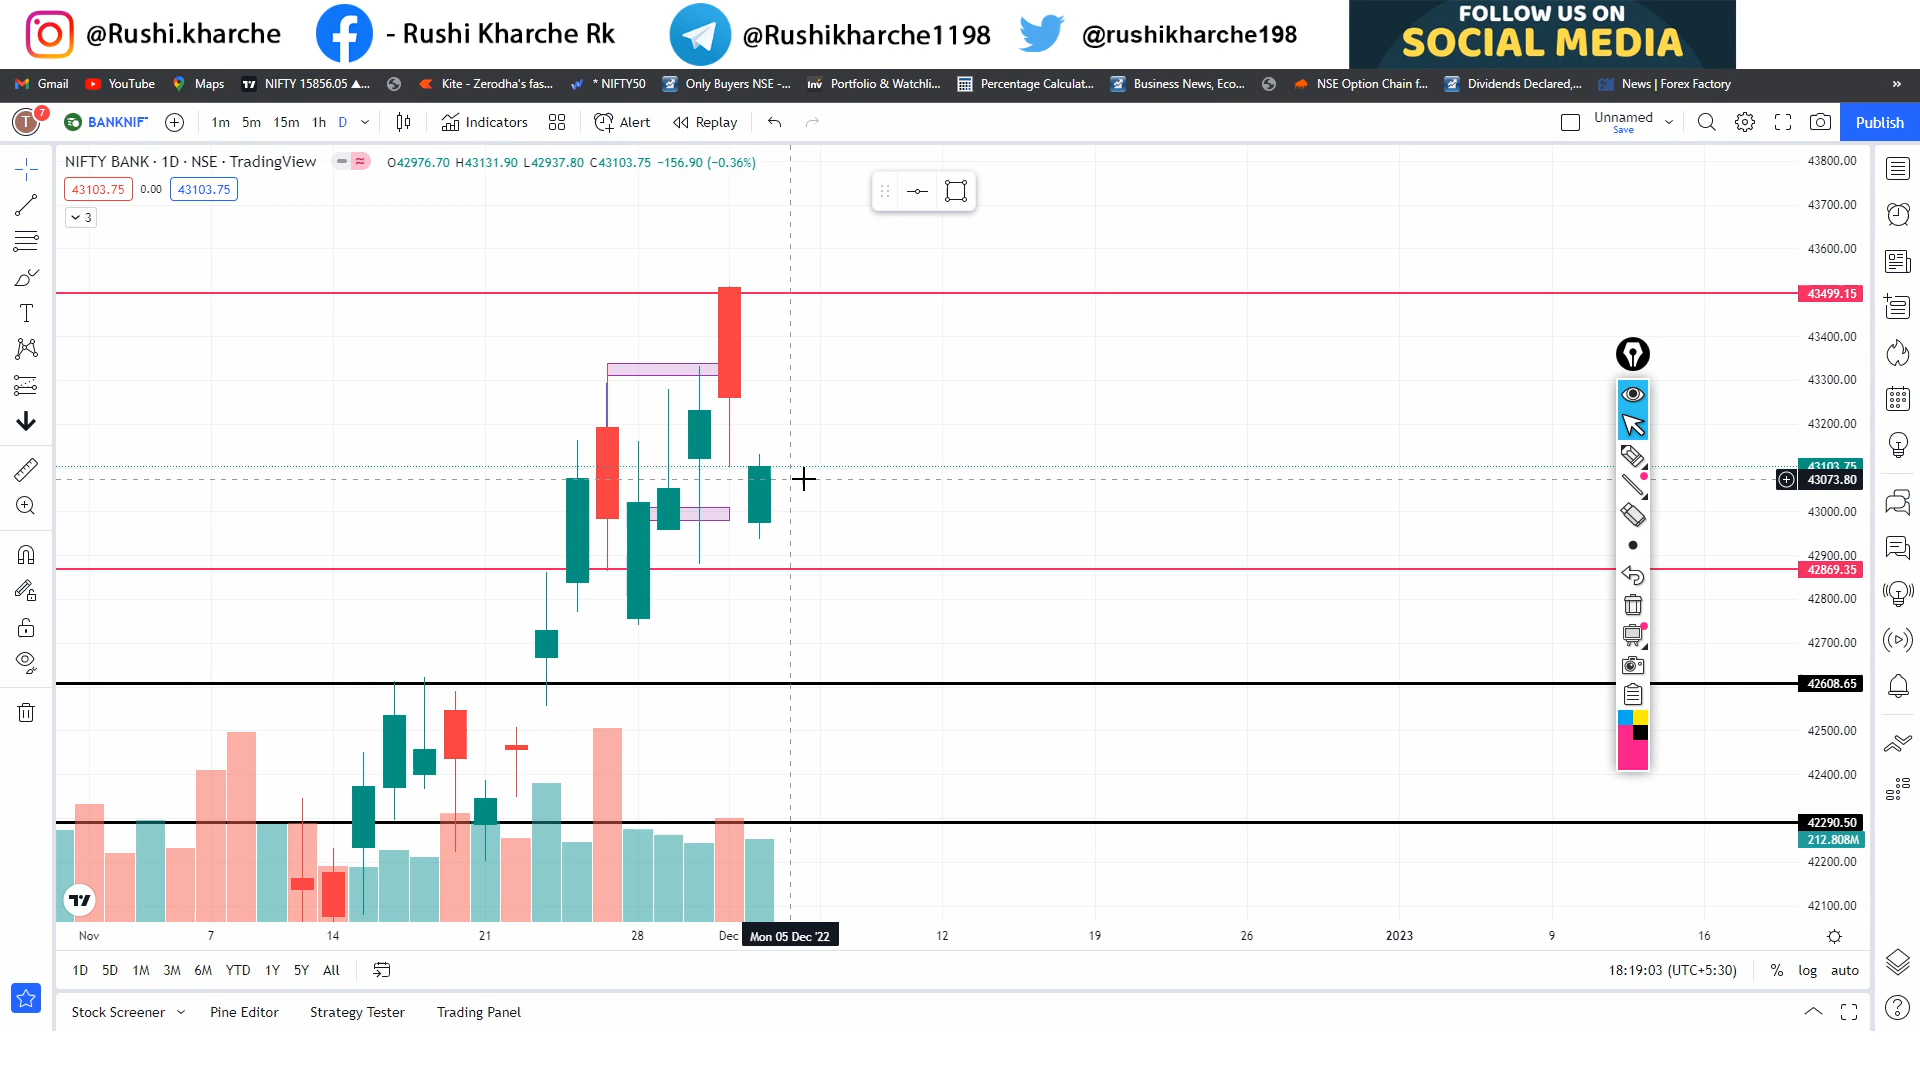 @Rushi.kharche - Rushi Kharche Rk @Rushikharche1198 @rushikharche198 FOLLOW US ON
SOCIAL MEDIA
Gmail YouTube Maps NIFTY 15856.05 ▲... Kite - Zerodha's fas... * NIFTY50 Only Buyers NSE -... Portfolio & Watchli... Percentage Calculat... Business News, Eco... NSE Option Chain f... Dividends Declared,... News | Forex Factory »
T 7 BANKNIF 1m 5m 15m 1h D Indicators Alert Replay Unnamed Save Publish
NIFTY BANK · 1D · NSE · TradingView O42976.70 H43131.90 L42937.80 C43103.75 −156.90 (−0.36%)
43103.75 0.00 43103.75
3
43800.00
43700.00
43600.00
43499.15
43400.00
43300.00
43200.00
43103.75
43073.80
43000.00
42900.00
42869.35
42800.00
42700.00
42608.65
42500.00
42400.00
42290.50
212.808M
42200.00
42100.00
Nov 7 14 21 28 Dec Mon 05 Dec '22 12 19 26 2023 9 16
1D 5D 1M 3M 6M YTD 1Y 5Y All 18:19:03 (UTC+5:30) % log auto
Stock Screener Pine Editor Strategy Tester Trading Panel